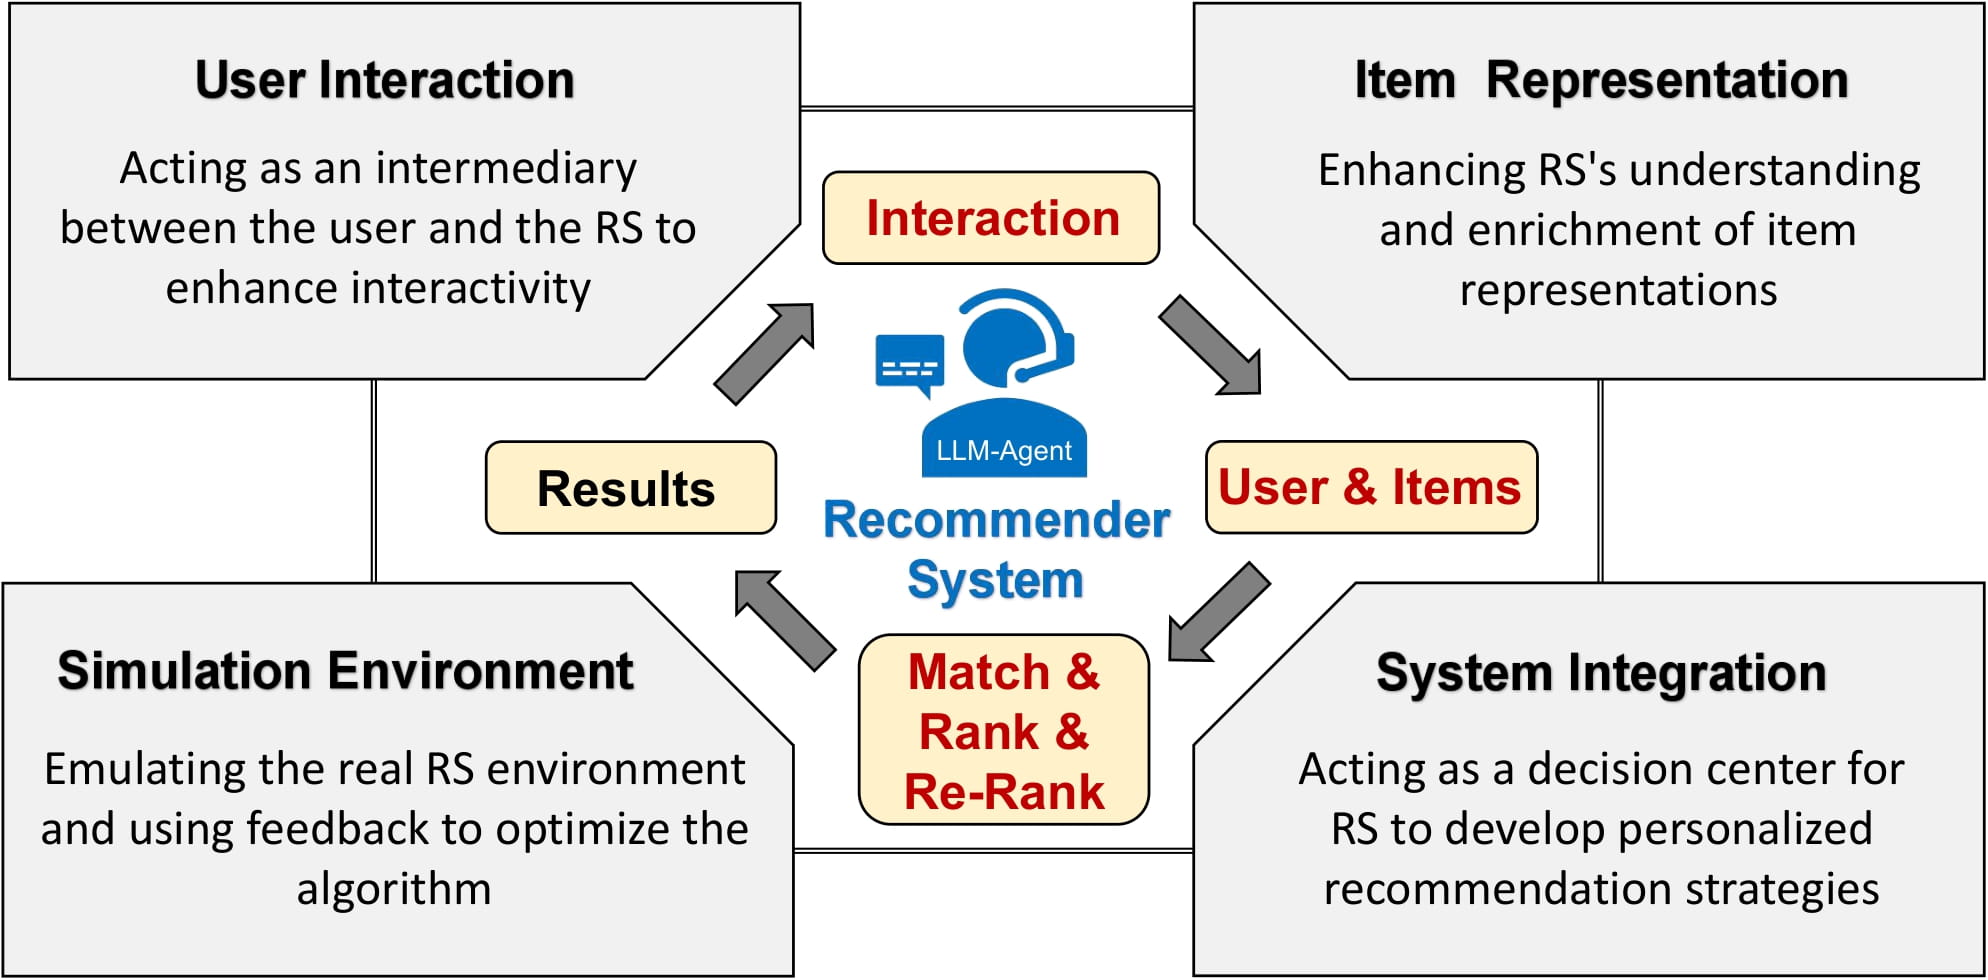 User Interaction
Acting as an intermediary
between the user and the RS to
enhance interactivity
Item Representation
Enhancing RS's understanding
and enrichment of item
representations
Interaction
LLM-Agent
Results
User & Items
Recommender
System
Match &
Rank &
Re-Rank
Simulation Environment
Emulating the real RS environment
and using feedback to optimize the
algorithm
System Integration
Acting as a decision center for
RS to develop personalized
recommendation strategies